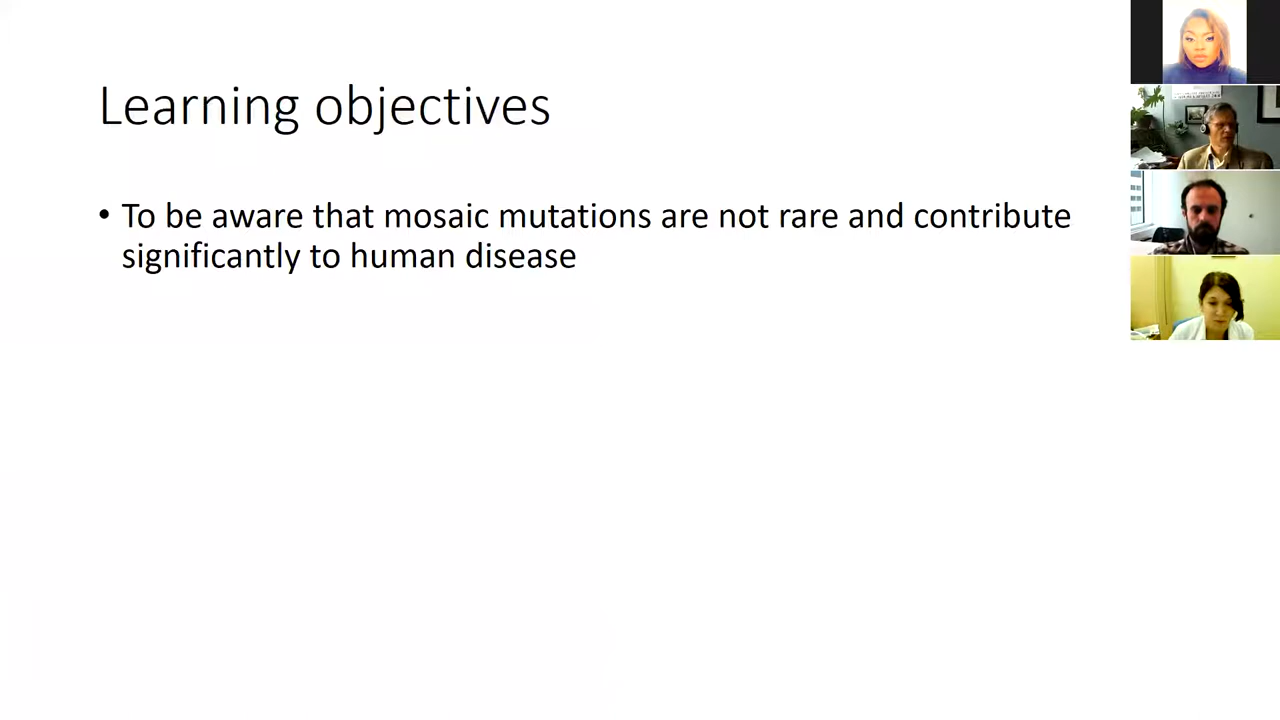 Learning objectives
• To be aware that mosaic mutations are not rare and contribute
significantly to human disease